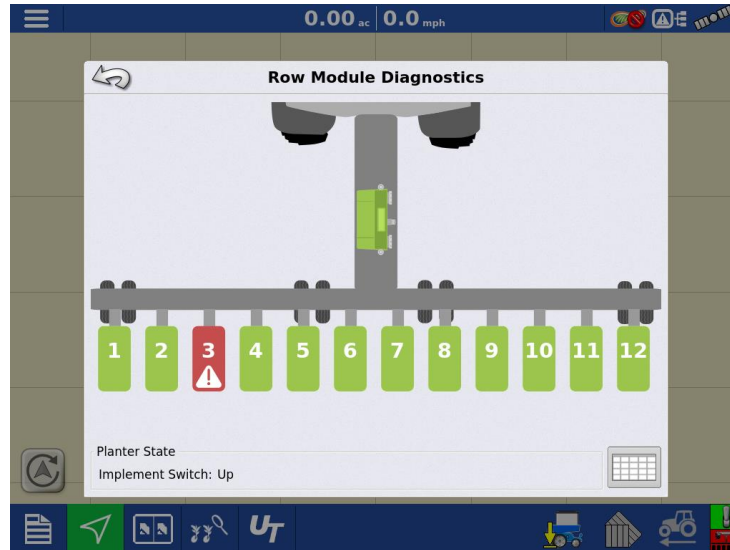 0.00 ac 0.0 mph
Row Module Diagnostics
1 2 3 4 5 6 7 8 9 10 11 12
Planter State
Implement Switch: Up
UT